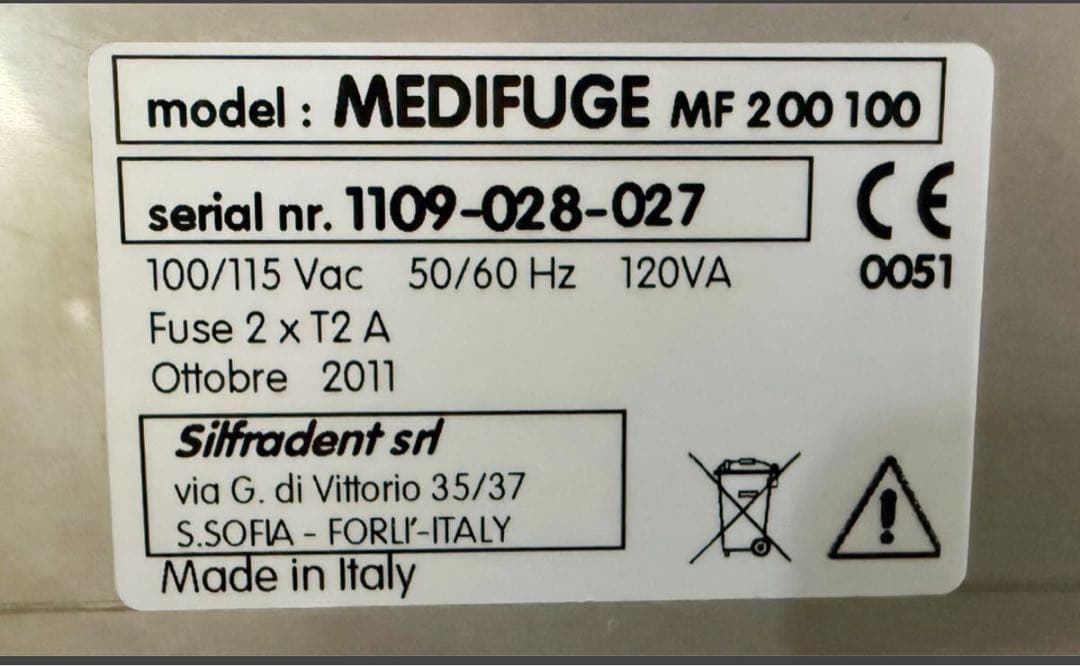 model : MEDIFUGE MF 200 100
serial nr. 1109-028-027
CE
100/115 Vac 50/60 Hz 120VA
0051
Fuse 2 x T2 A
Ottobre 2011
Silfradent srl
via G. di Vittorio 35/37
S.SOFIA - FORLI'-ITALY
Made in Italy